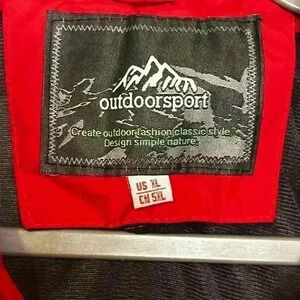 outdoorsport
Create outdoor fashion classic style
Design simple nature.
US XL
CN 5XL